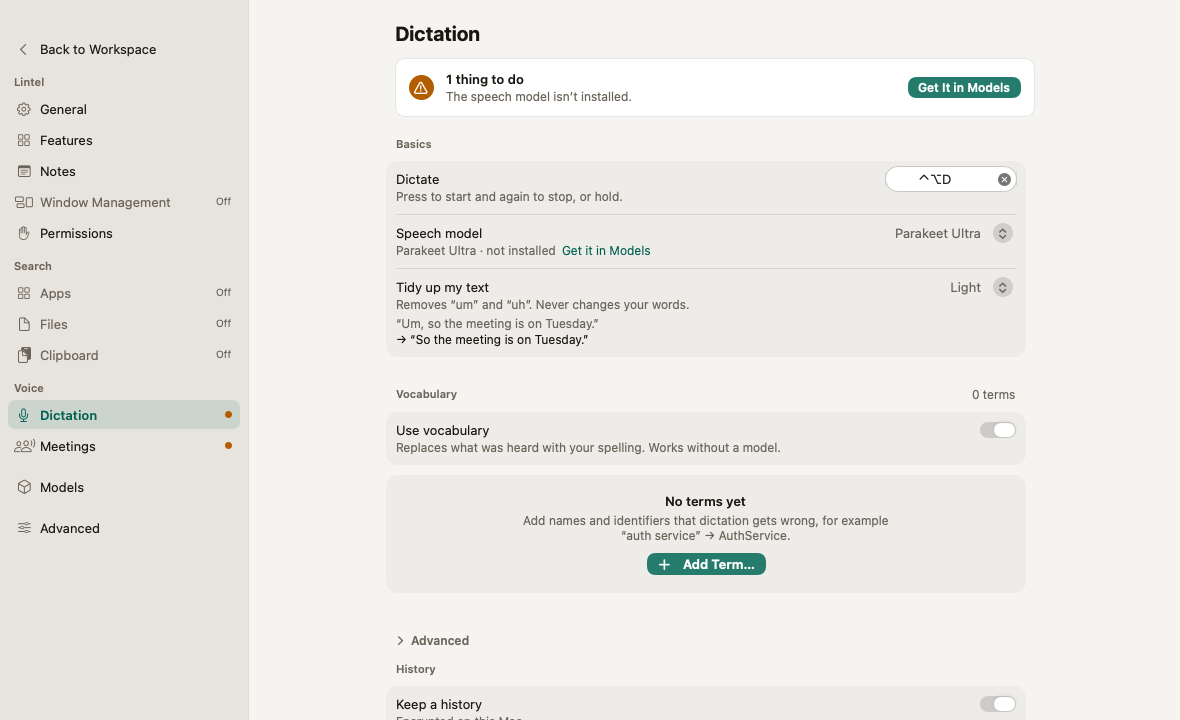 Back to Workspace
Lintel
General
Features
Notes
Window Management Off
Permissions
Search
Apps Off
Files Off
Clipboard Off
Voice
Dictation
Meetings
Models
Advanced
Dictation
1 thing to do
The speech model isn’t installed.
Get It in Models
Basics
Dictate
Press to start and again to stop, or hold.
⌃⌥D
Speech model
Parakeet Ultra · not installed Get it in Models
Parakeet Ultra
Tidy up my text
Removes “um” and “uh”. Never changes your words.
“Um, so the meeting is on Tuesday.”
→ “So the meeting is on Tuesday.”
Light
Vocabulary 0 terms
Use vocabulary
Replaces what was heard with your spelling. Works without a model.
No terms yet
Add names and identifiers that dictation gets wrong, for example
“auth service” → AuthService.
+ Add Term...
Advanced
History
Keep a history
Encrypted on this Mac